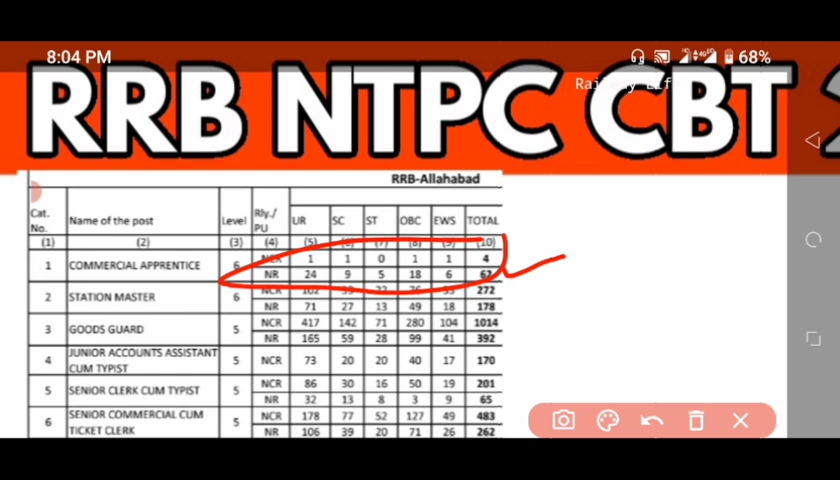 8:04 PM 68%
RRB NTPC CBT
RRB-Allahabad
Cat. No. Name of the post Level Rly./ PU UR SC ST OBC EWS TOTAL
(1) (2) (3) (4) (5) (6) (7) (8) (9) (10)
1 COMMERCIAL APPRENTICE 6 NCR 1 1 0 1 1 4
NR 24 9 5 18 6 62
2 STATION MASTER 6 NCR 272
NR 71 27 13 49 18 178
3 GOODS GUARD 5 NCR 417 142 71 280 104 1014
NR 165 59 28 99 41 392
4 JUNIOR ACCOUNTS ASSISTANT CUM TYPIST 5 NCR 73 20 20 40 17 170
5 SENIOR CLERK CUM TYPIST 5 NCR 86 30 16 50 19 201
NR 32 13 8 3 9 65
6 SENIOR COMMERCIAL CUM TICKET CLERK 5 NCR 178 77 52 127 49 483
NR 106 39 20 71 26 262